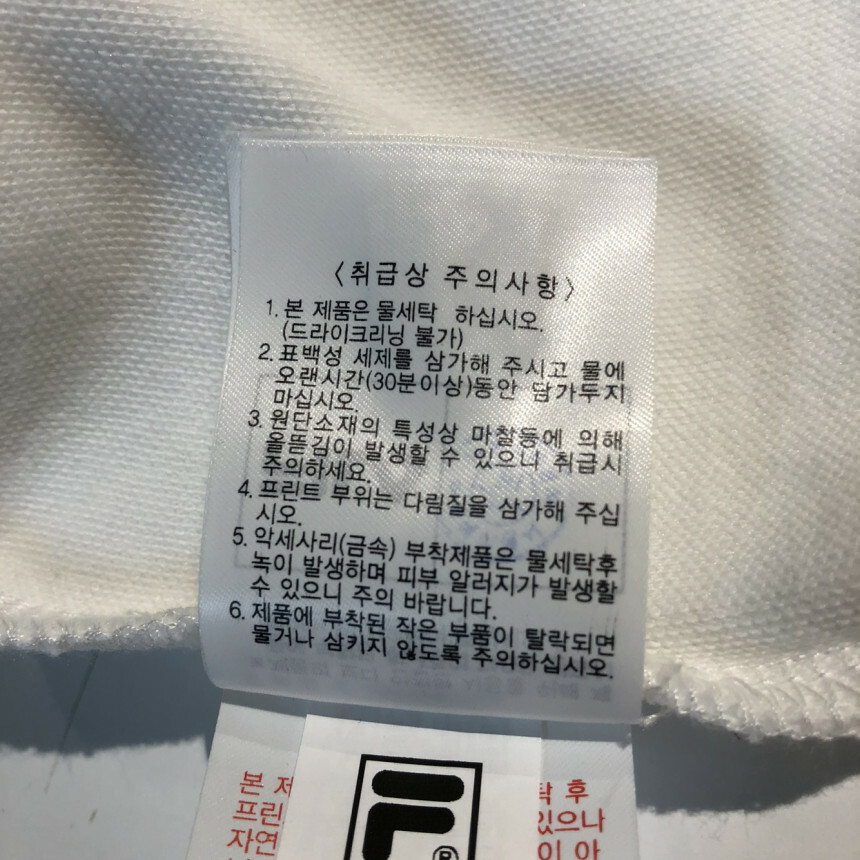 〈취급상 주의사항〉
1. 본 제품은 물세탁 하십시오.
(드라이크리닝 불가)
2. 표백성 세제를 삼가해 주시고 물에
오랜시간(30분이상)동안 담가두지
마십시오.
3. 원단소재의 특성상 마찰등에 의해
올뜯김이 발생할 수 있으니 취급시
주의하세요.
4. 프린트 부위는 다림질을 삼가해 주십
시오.
5. 악세사리(금속) 부착제품은 물세탁후
녹이 발생하며 피부 알러지가 발생할
수 있으니 주의 바랍니다.
6. 제품에 부착된 작은 부품이 탈락되면
물거나 삼키지 않도록 주의하십시오.
본 후
프린 있으나
자연 이 아
F ®